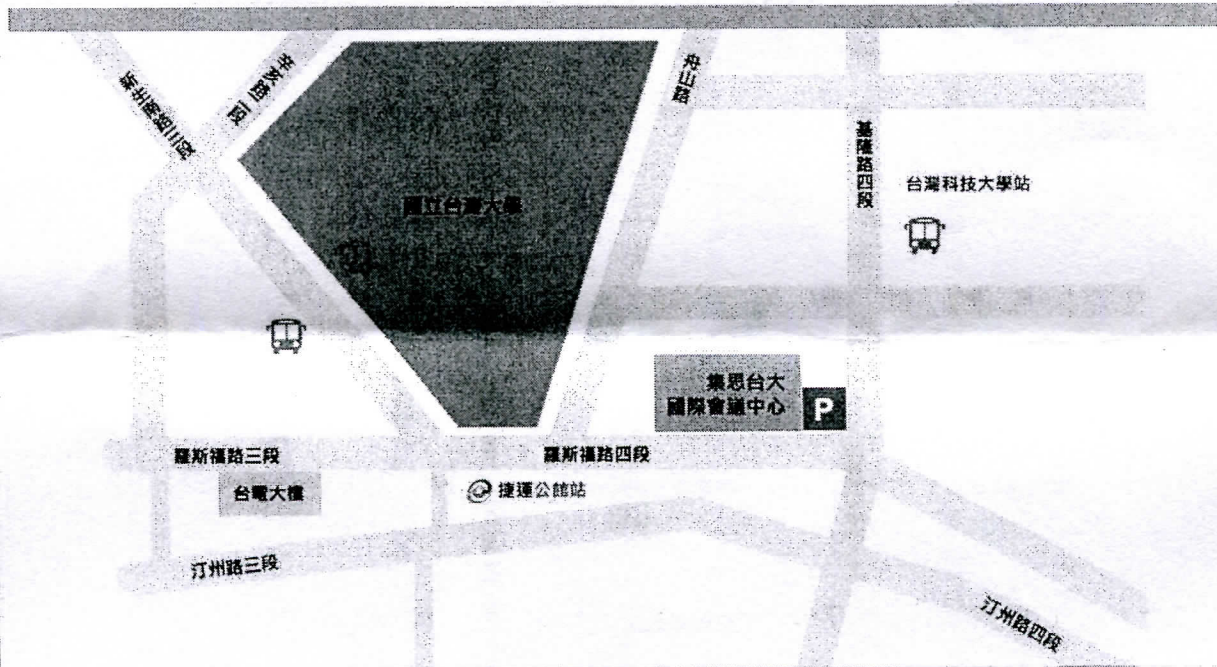 新生南路三段
辛亥路一段
舟山路
基隆路四段
台灣科技大學站
國立台灣大學
集思台大
國際會議中心
P
羅斯福路三段
羅斯福路四段
台電大樓
捷運公館站
汀州路三段
汀州路四段